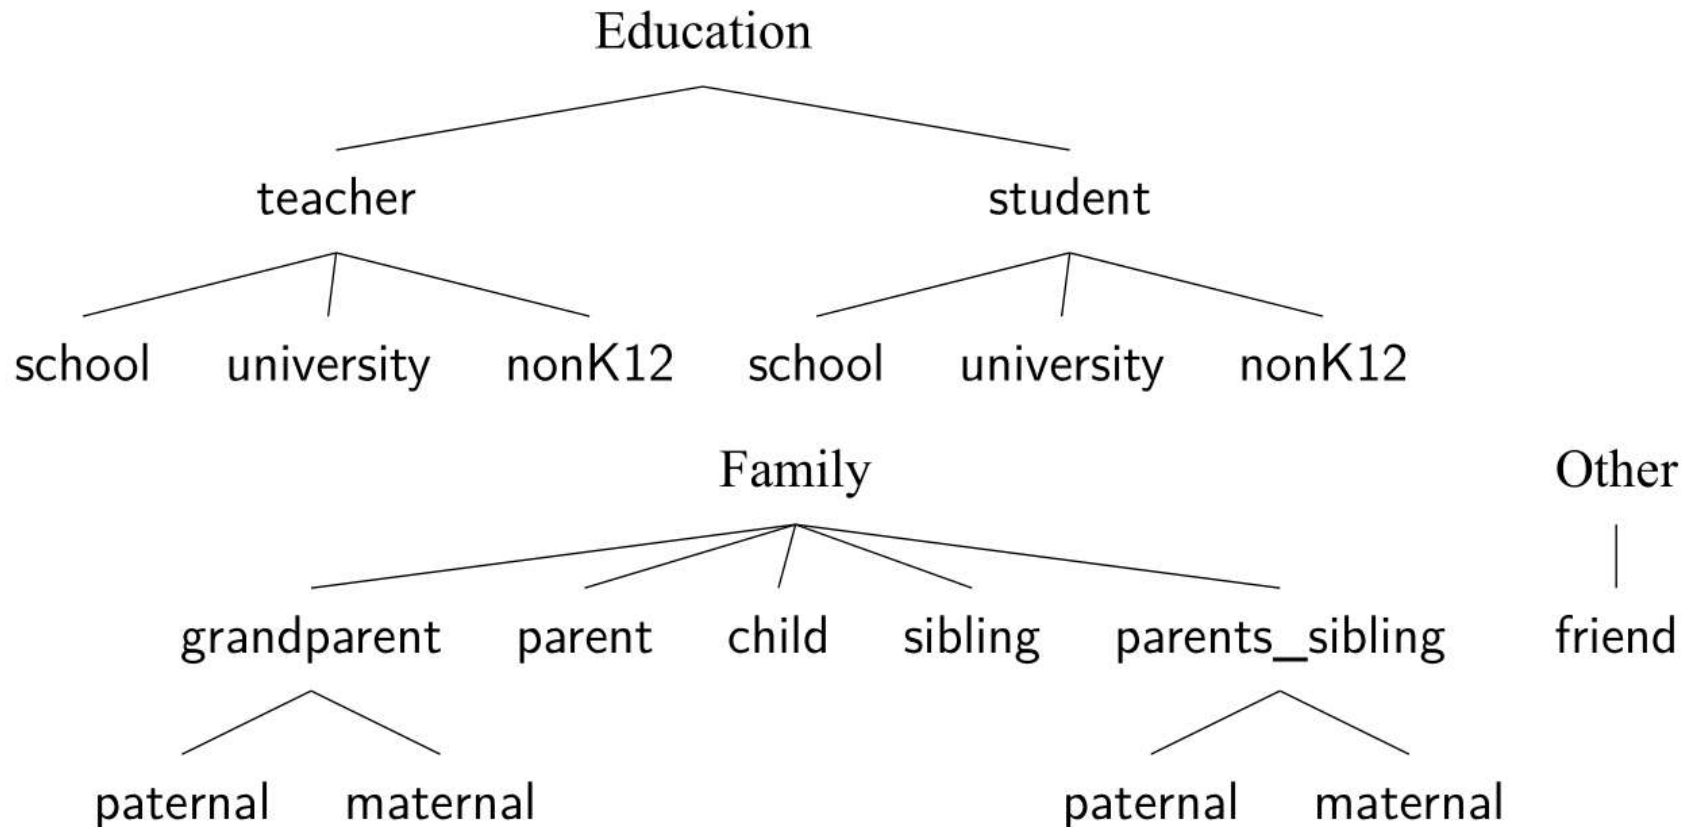 Education
teacher student
school university nonK12 school university nonK12
Family Other
grandparent parent child sibling parents_sibling friend
paternal maternal paternal maternal